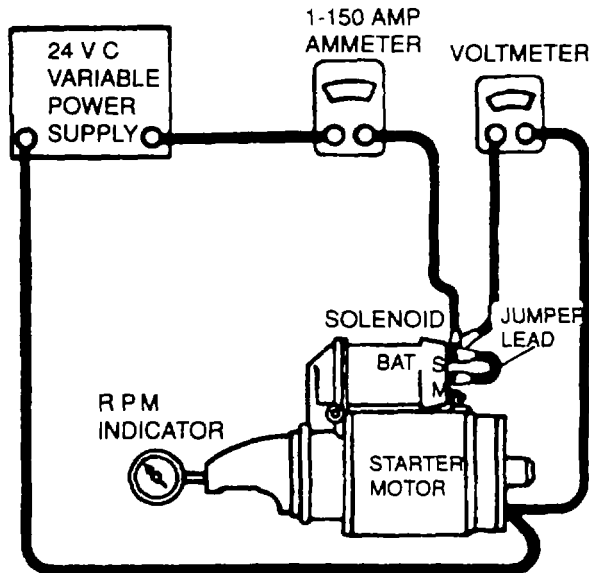 24 V C
VARIABLE
POWER
SUPPLY
1-150 AMP
AMMETER
VOLTMETER
SOLENOID
JUMPER
LEAD
BAT
S
M
R P M
INDICATOR
STARTER
MOTOR